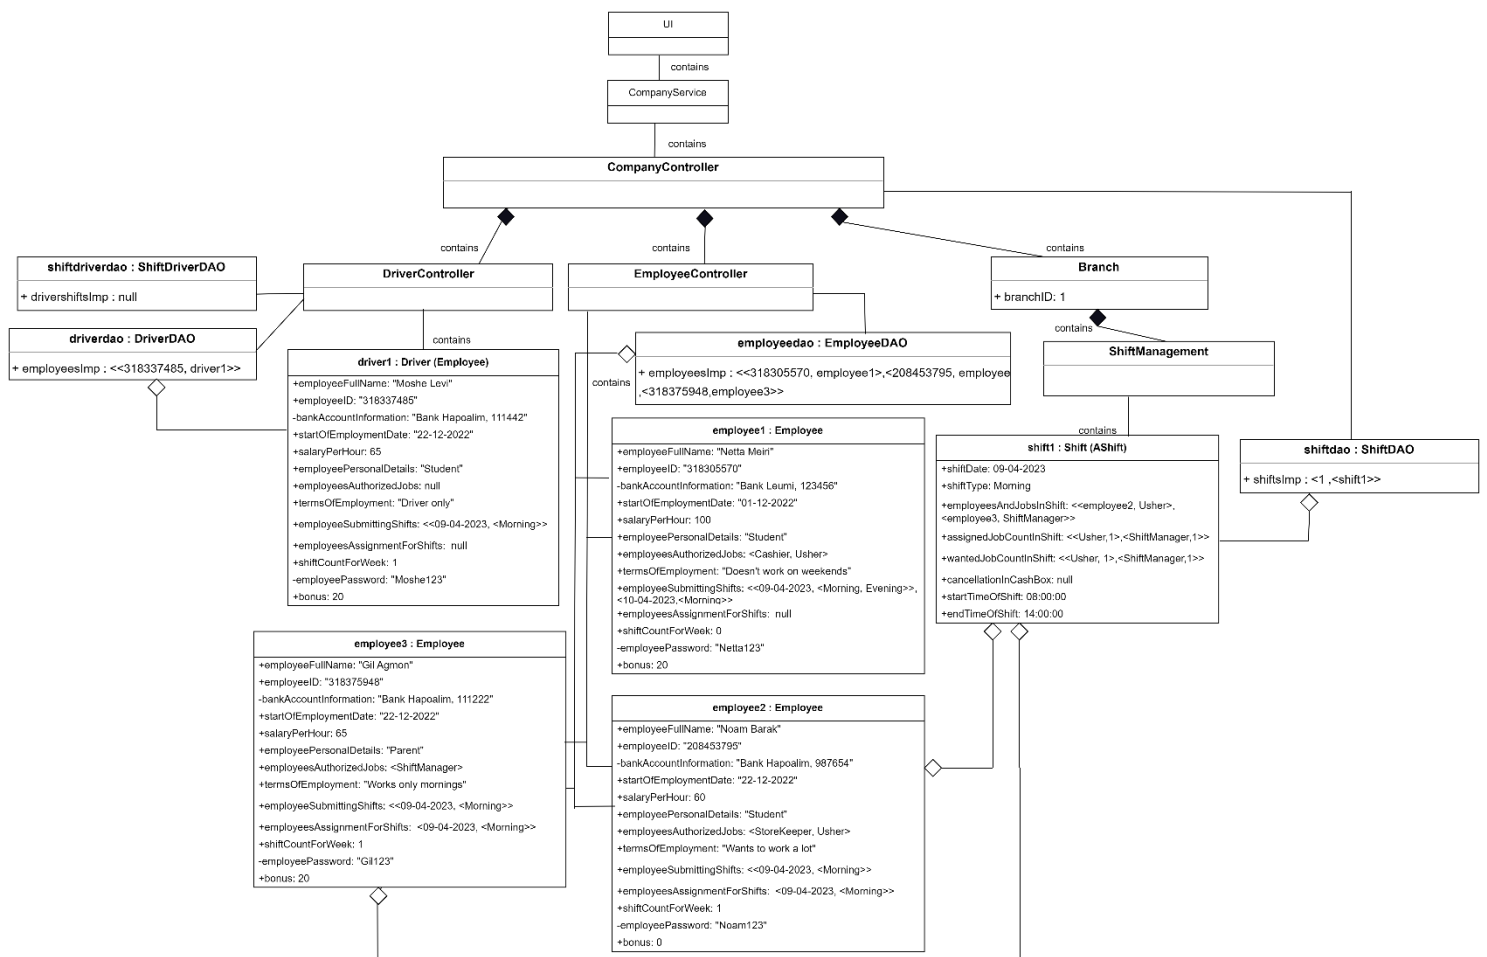 UI
contains
CompanyService
contains
CompanyController
contains
contains
contains
shiftdriverdao : ShiftDriverDAO
+ drivershiftsImp : null
DriverController
EmployeeController
Branch
+ branchID: 1
driverdao : DriverDAO
+ employeesImp : <<318337485, driver1>>
contains
contains
ShiftManagement
employeedao : EmployeeDAO
+ employeesImp : <<318305570, employee1>,<208453795, employee
,<318375948,employee3>>
contains
driver1 : Driver (Employee)
+employeeFullName: "Moshe Levi"
+employeeID: "318337485"
-bankAccountInformation: "Bank Hapoalim, 111442"
+startOfEmploymentDate: "22-12-2022"
+salaryPerHour: 65
+employeePersonalDetails: "Student"
+employeesAuthorizedJobs: null
+termsOfEmployment: "Driver only"
+employeeSubmittingShifts: <<09-04-2023, <Morning>>
+employeesAssignmentForShifts:  null
+shiftCountForWeek: 1
-employeePassword: "Moshe123"
+bonus: 20
employee1 : Employee
+employeeFullName: "Netta Meiri"
+employeeID: "318305570"
-bankAccountInformation: "Bank Leumi, 123456"
+startOfEmploymentDate: "01-12-2022"
+salaryPerHour: 100
+employeePersonalDetails: "Student"
+employeesAuthorizedJobs: <Cashier, Usher>
+termsOfEmployment: "Doesn't work on weekends"
+employeeSubmittingShifts: <<09-04-2023, <Morning, Evening>>,
<10-04-2023,<Morning>>
+employeesAssignmentForShifts:  null
+shiftCountForWeek: 0
-employeePassword: "Netta123"
+bonus: 20
contains
shift1 : Shift (AShift)
+shiftDate: 09-04-2023
+shiftType: Morning
+employeesAndJobsInShift: <<employee2, Usher>,
<employee3, ShiftManager>>
+assignedJobCountInShift: <<Usher,1>,<ShiftManager,1>>
+wantedJobCountInShift: <<Usher, 1>,<ShiftManager,1>>
+cancellationInCashBox: null
+startTimeOfShift: 08:00:00
+endTimeOfShift: 14:00:00
shiftdao : ShiftDAO
+ shiftsImp : <1 ,<shift1>>
employee3 : Employee
+employeeFullName: "Gil Agmon"
+employeeID: "318375948"
-bankAccountInformation: "Bank Hapoalim, 111222"
+startOfEmploymentDate: "22-12-2022"
+salaryPerHour: 65
+employeePersonalDetails: "Parent"
+employeesAuthorizedJobs: <ShiftManager>
+termsOfEmployment: "Works only mornings"
+employeeSubmittingShifts: <<09-04-2023, <Morning>>
+employeesAssignmentForShifts:  <09-04-2023, <Morning>>
+shiftCountForWeek: 1
-employeePassword: "Gil123"
+bonus: 20
employee2 : Employee
+employeeFullName: "Noam Barak"
+employeeID: "208453795"
-bankAccountInformation: "Bank Hapoalim, 987654"
+startOfEmploymentDate: "22-12-2022"
+salaryPerHour: 60
+employeePersonalDetails: "Student"
+employeesAuthorizedJobs: <StoreKeeper, Usher>
+termsOfEmployment: "Wants to work a lot"
+employeeSubmittingShifts: <<09-04-2023, <Morning>>
+employeesAssignmentForShifts:  <09-04-2023, <Morning>>
+shiftCountForWeek: 1
-employeePassword: "Noam123"
+bonus: 0